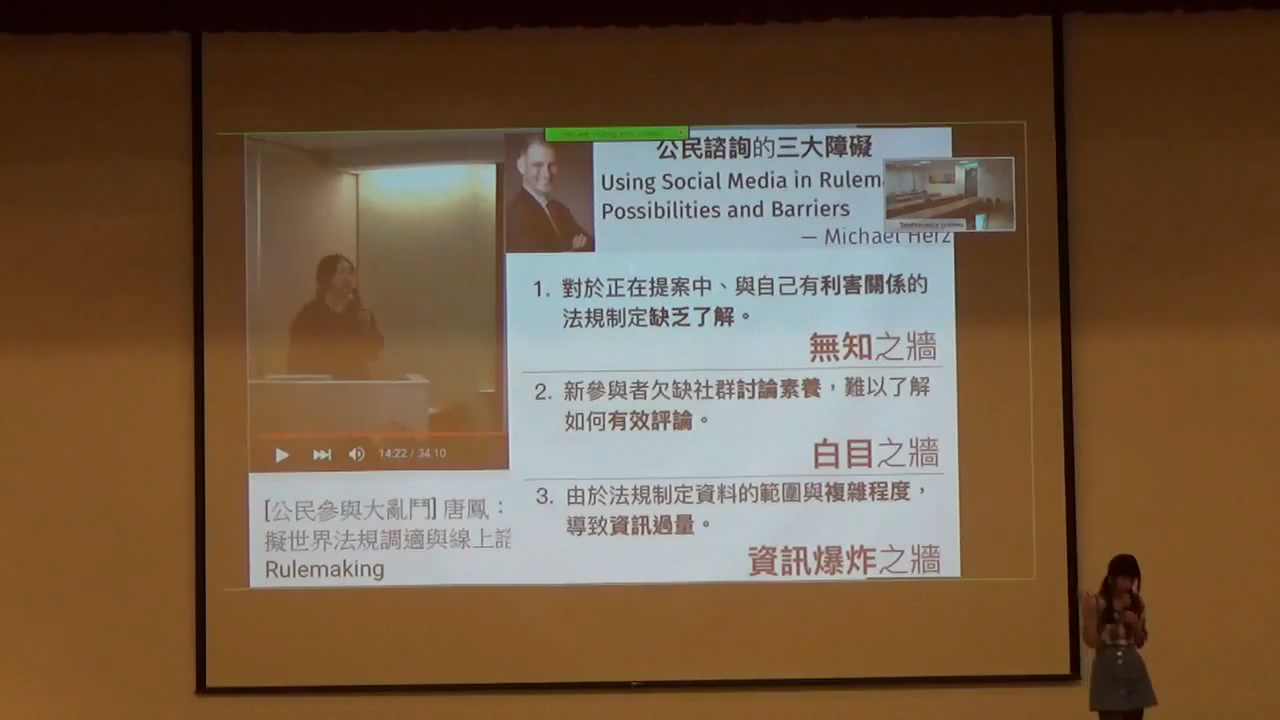 公民諮詢的三大障礙
Using Social Media in Rulem
Possibilities and Barriers
— Michael Herz
1. 對於正在提案中、與自己有利害關係的
法規制定缺乏了解。
無知之牆
2. 新參與者欠缺社群討論素養,難以了解
如何有效評論。
白目之牆
3. 由於法規制定資料的範圍與複雜程度,
導致資訊過量。
資訊爆炸之牆
14:22 / 34:10
[公民參與大亂鬥] 唐鳳:
擬世界法規調適與線上諮
Rulemaking